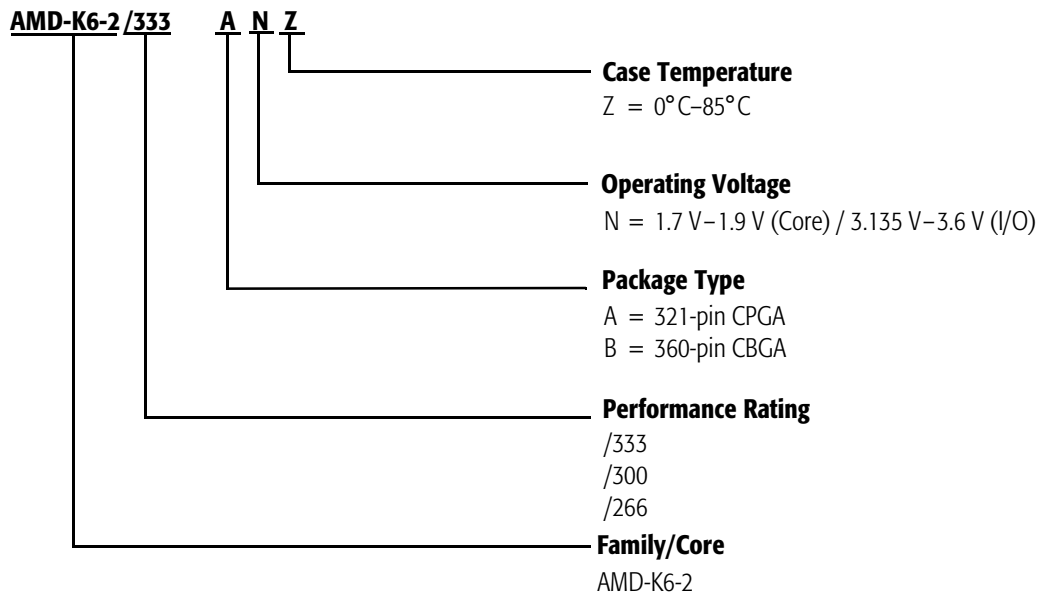 AMD-K6-2 /333 A N Z
Case Temperature
Z = 0°C–85°C
Operating Voltage
N = 1.7 V–1.9 V (Core) / 3.135 V–3.6 V (I/O)
Package Type
A = 321-pin CPGA
B = 360-pin CBGA
Performance Rating
/333
/300
/266
Family/Core
AMD-K6-2